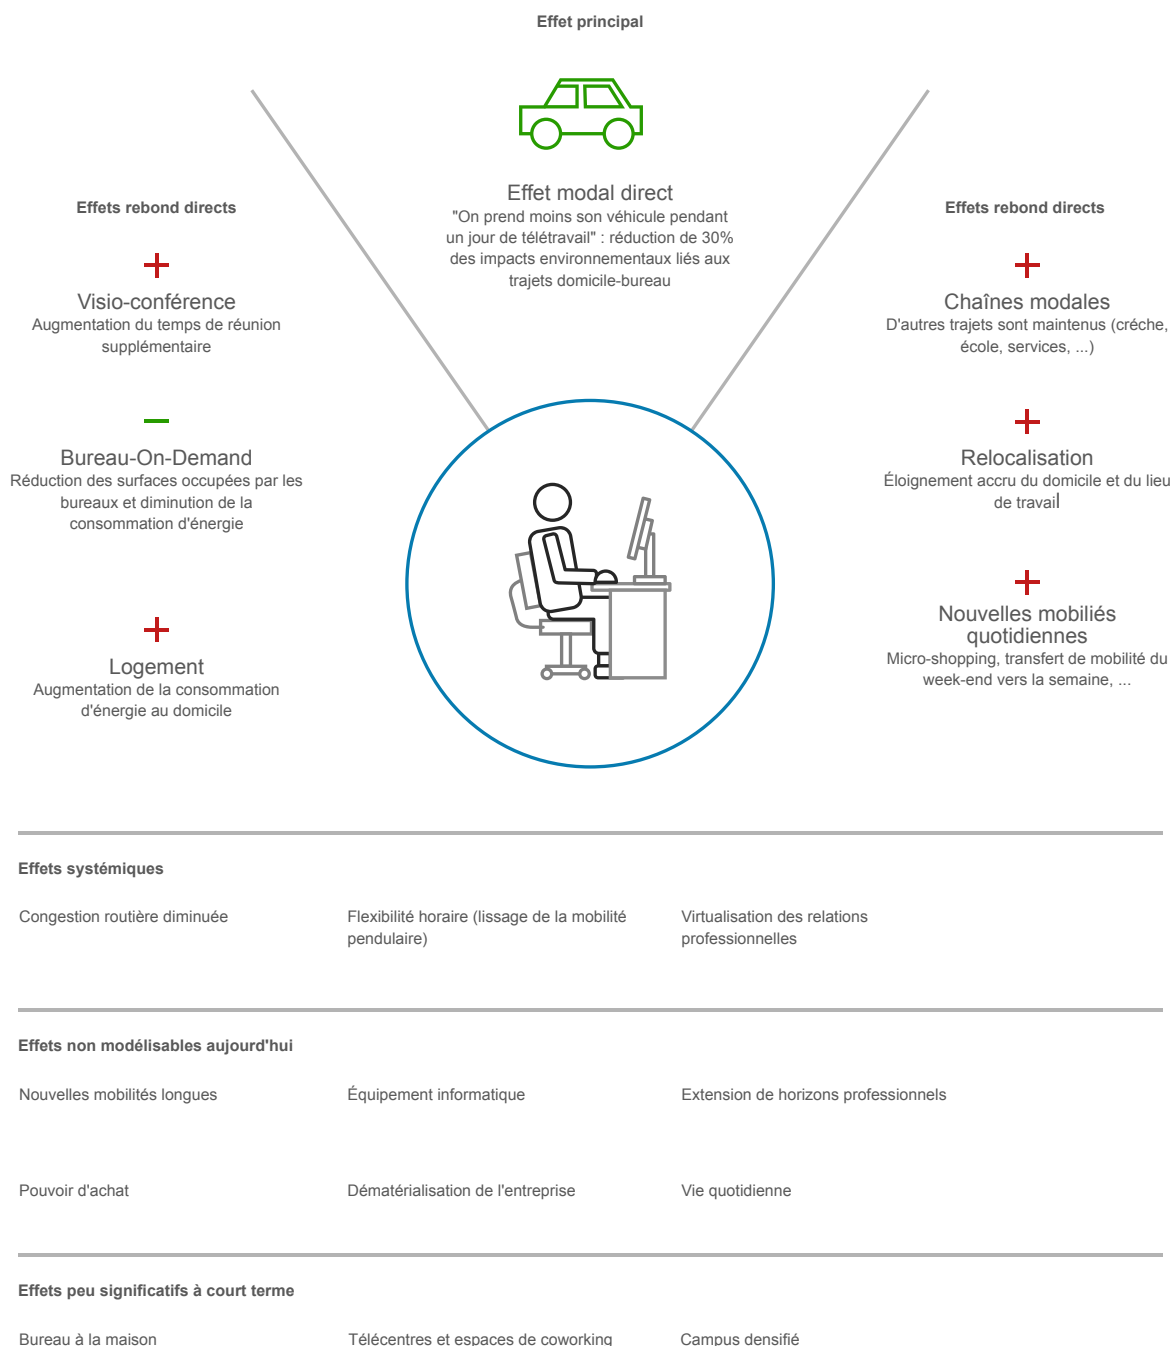 Effet principal
Effet modal direct
"On prend moins son véhicule pendant
un jour de télétravail" : réduction de 30%
des impacts environnementaux liés aux
trajets domicile-bureau
Effets rebond directs
Visio-conférence
Augmentation du temps de réunion
supplémentaire
Bureau-On-Demand
Réduction des surfaces occupées par les
bureaux et diminution de la
consommation d'énergie
Logement
Augmentation de la consommation
d'énergie au domicile
Effets rebond directs
Chaînes modales
D'autres trajets sont maintenus (créche,
école, services, ...)
Relocalisation
Éloignement accru du domicile et du lieu
de travail
Nouvelles mobiliés
quotidiennes
Micro-shopping, transfert de mobilité du
week-end vers la semaine, ...
Effets systémiques
Congestion routière diminuée
Flexibilité horaire (lissage de la mobilité
pendulaire)
Virtualisation des relations
professionnelles
Effets non modélisables aujourd'hui
Nouvelles mobilités longues
Équipement informatique
Extension de horizons professionnels
Pouvoir d'achat
Dématérialisation de l'entreprise
Vie quotidienne
Effets peu significatifs à court terme
Bureau à la maison
Télécentres et espaces de coworking
Campus densifié